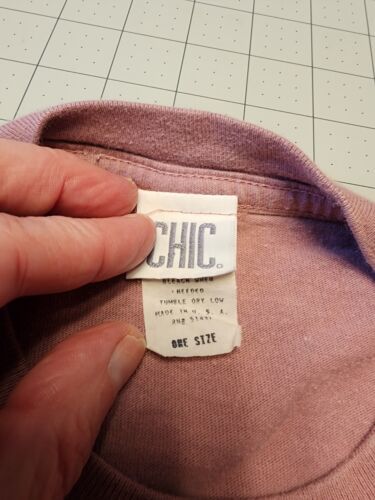 CHIC
BLEACH WHEN
NEEDED
TUMBLE DRY LOW
MADE IN U. S. A.
ONE SIZE